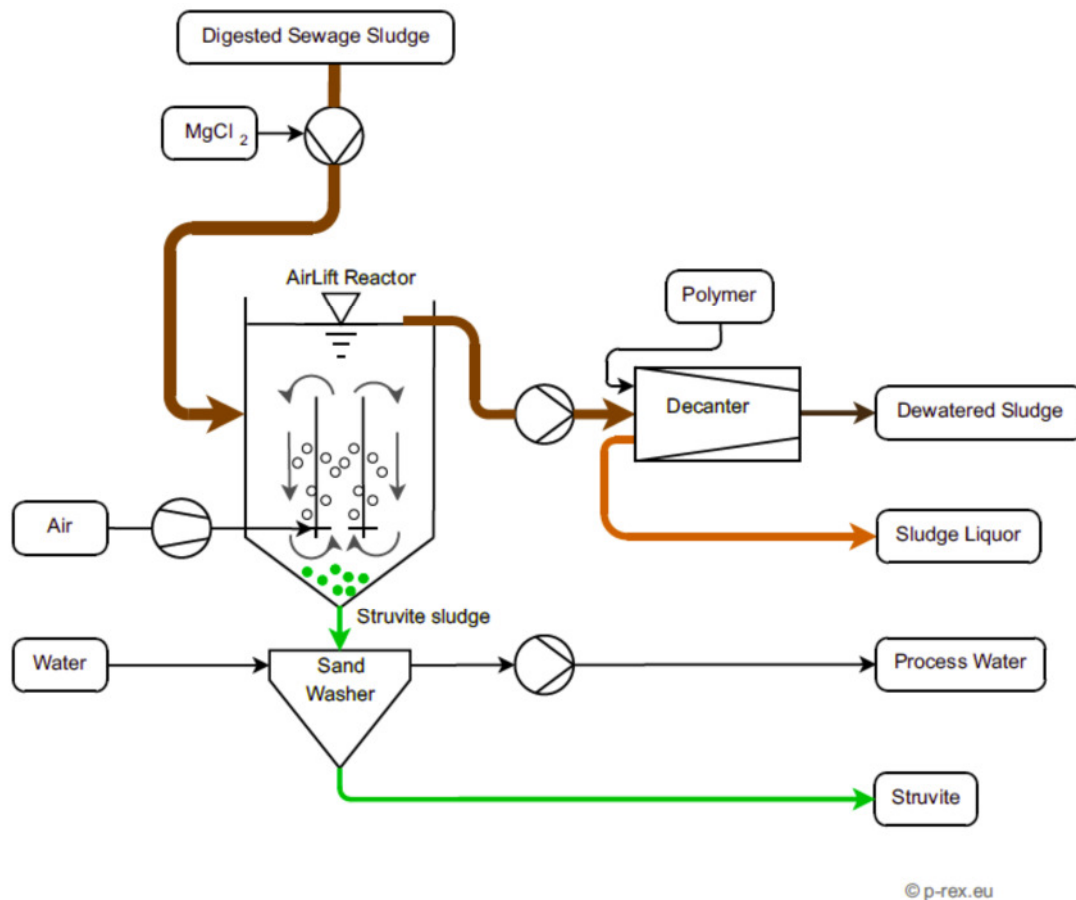 Digested Sewage Sludge
MgCl 2
AirLift Reactor
Polymer
Decanter
Dewatered Sludge
Air
Sludge Liquor
Struvite sludge
Water
Sand
Washer
Process Water
Struvite
© p-rex.eu